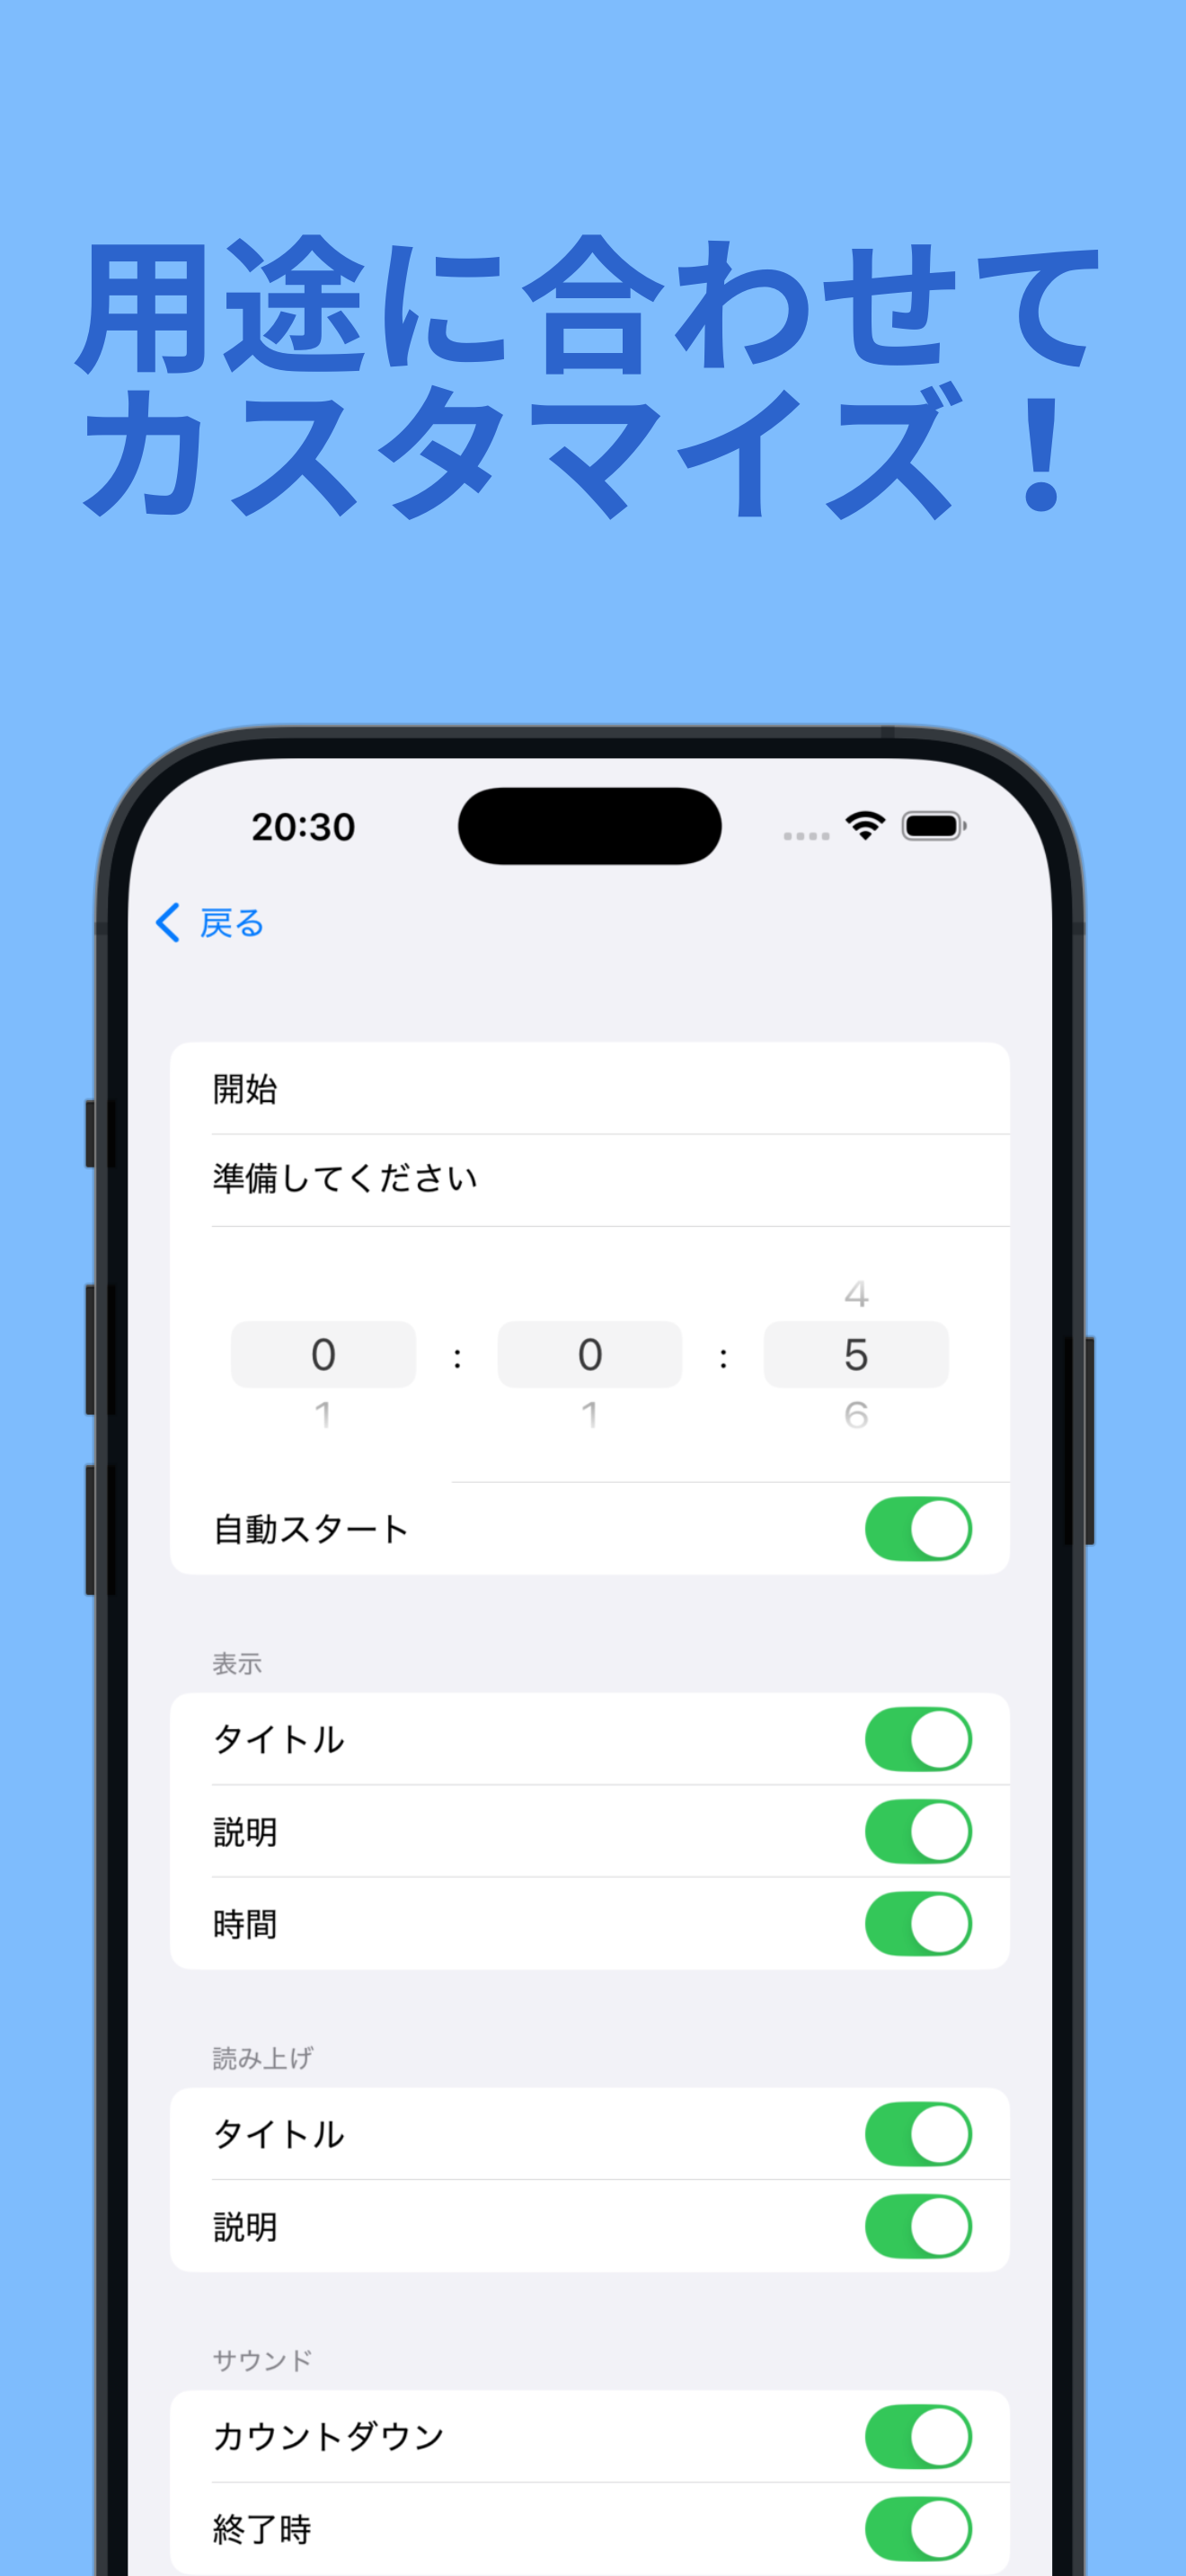 用途に合わせて
カスタマイズ！
20:30
戻る
開始
準備してください
4
0 : 0 : 5
1 1 6
自動スタート
表示
タイトル
説明
時間
読み上げ
タイトル
説明
サウンド
カウントダウン
終了時